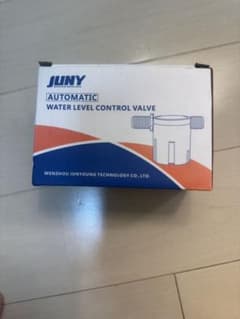 JUNY
AUTOMATIC
WATER LEVEL CONTROL VALVE
WENZHOU JUNYOUNG TECHNOLOGY CO., LTD.